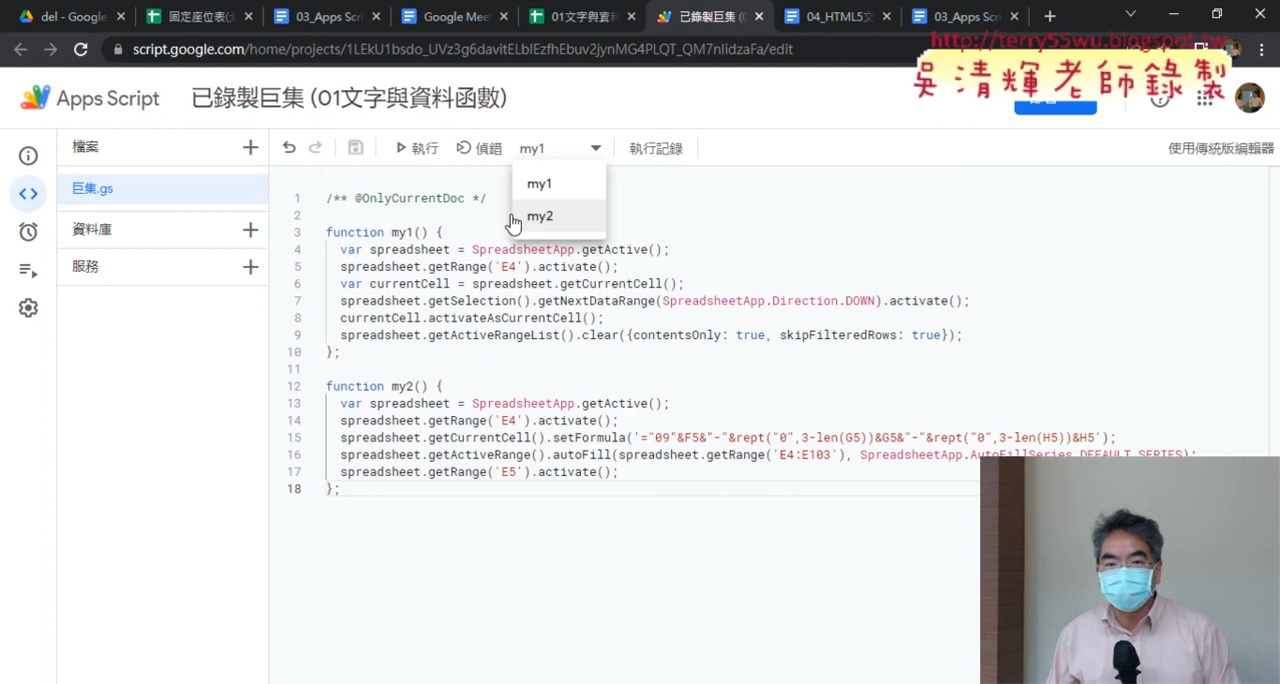 del - Google
固定座位表(
03_Apps Scri
Google Mee
01文字與資料
已錄製巨集 (
04_HTML5文
03_Apps Scri
script.google.com/home/projects/1LEkU1bsdo_UVz3g6davitELblEzfhEbuv2jynMG4PLQT_QM7nlidzaFa/edit
http://terry55wu.blogspot.tw
吳清輝老師錄製
Apps Script
已錄製巨集 (01文字與資料函數)
檔案
執行
偵錯
my1
執行記錄
使用傳統版編輯器
巨集.gs
資料庫
服務
my1
my2
1 /** @OnlyCurrentDoc */
2
3 function my1() {
4 var spreadsheet = SpreadsheetApp.getActive();
5 spreadsheet.getRange('E4').activate();
6 var currentCell = spreadsheet.getCurrentCell();
7 spreadsheet.getSelection().getNextDataRange(SpreadsheetApp.Direction.DOWN).activate();
8 currentCell.activateAsCurrentCell();
9 spreadsheet.getActiveRangeList().clear({contentsOnly: true, skipFilteredRows: true});
10 };
11
12 function my2() {
13 var spreadsheet = SpreadsheetApp.getActive();
14 spreadsheet.getRange('E4').activate();
15 spreadsheet.getCurrentCell().setFormula('="09"&F5&"-"&rept("0",3-len(G5))&G5&"-"&rept("0",3-len(H5))&H5');
16 spreadsheet.getActiveRange().autoFill(spreadsheet.getRange('E4:E103'), SpreadsheetApp.AutoFillSeries.DEFAULT_SERIES);
17 spreadsheet.getRange('E5').activate();
18 };